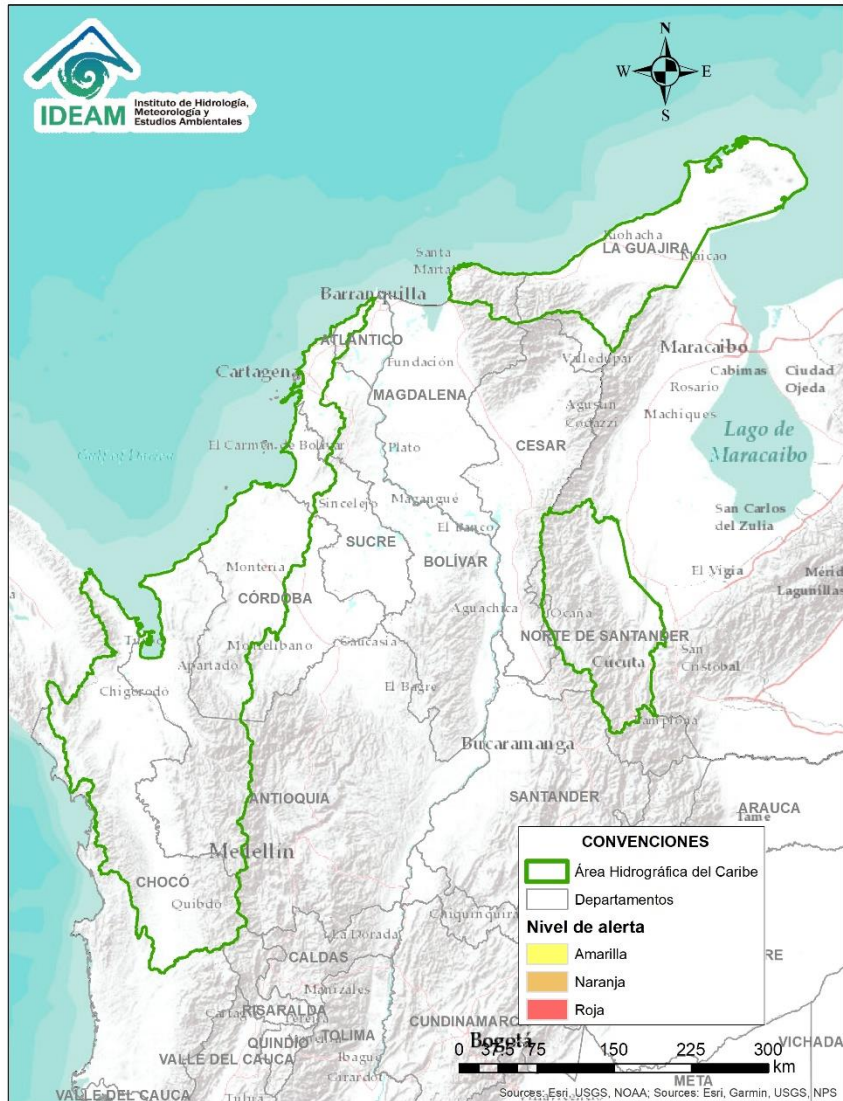 IDEAM
Instituto de Hidrología,
Meteorología y
Estudios Ambientales
N
W
E
S
Riohacha
LA GUAJIRA
Maicao
Santa
Marta
Barranquilla
ATLÁNTICO
Fundación
Valledupar
Maracaibo
Cartagena
MAGDALENA
Rosario
Cabimas
Ciudad
Ojeda
Agustín
Codazzi
Machiques
El Carmen de Bolívar
Plato
CESAR
Lago de
Maracaibo
Sincelejo
Magangué
San Carlos
del Zulia
El Banco
SUCRE
Montería
BOLÍVAR
El Vigía
Mérid
Lagunillas
CÓRDOBA
Aguachica
Ocaña
NORTE DE SANTANDER
Montelíbano
Caucasia
Apartadó
Cúcuta
San
Cristóbal
Chigorodó
El Bagre
Pamplona
Bucaramanga
ANTIOQUIA
SANTANDER
ARAUCA
Tame
Medellín
CHOCÓ
Quibdó
Chiquinquirá
La Dorada
CALDAS
Manizales
RISARALDA
Pereira
CUNDINAMARC
QUINDÍO
TOLIMA
Bogotá
VALLE DEL CAUCA
Ibagué
Girardot
VICHADA
META
VALLE DEL CAUCA
Tuluá
CONVENCIONES
Área Hidrográfica del Caribe
Departamentos
Nivel de alerta
Amarilla
Naranja
Roja
0 37.5 75 150 225 300
km
Sources: Esri, USGS, NOAA; Sources: Esri, Garmin, USGS, NPS